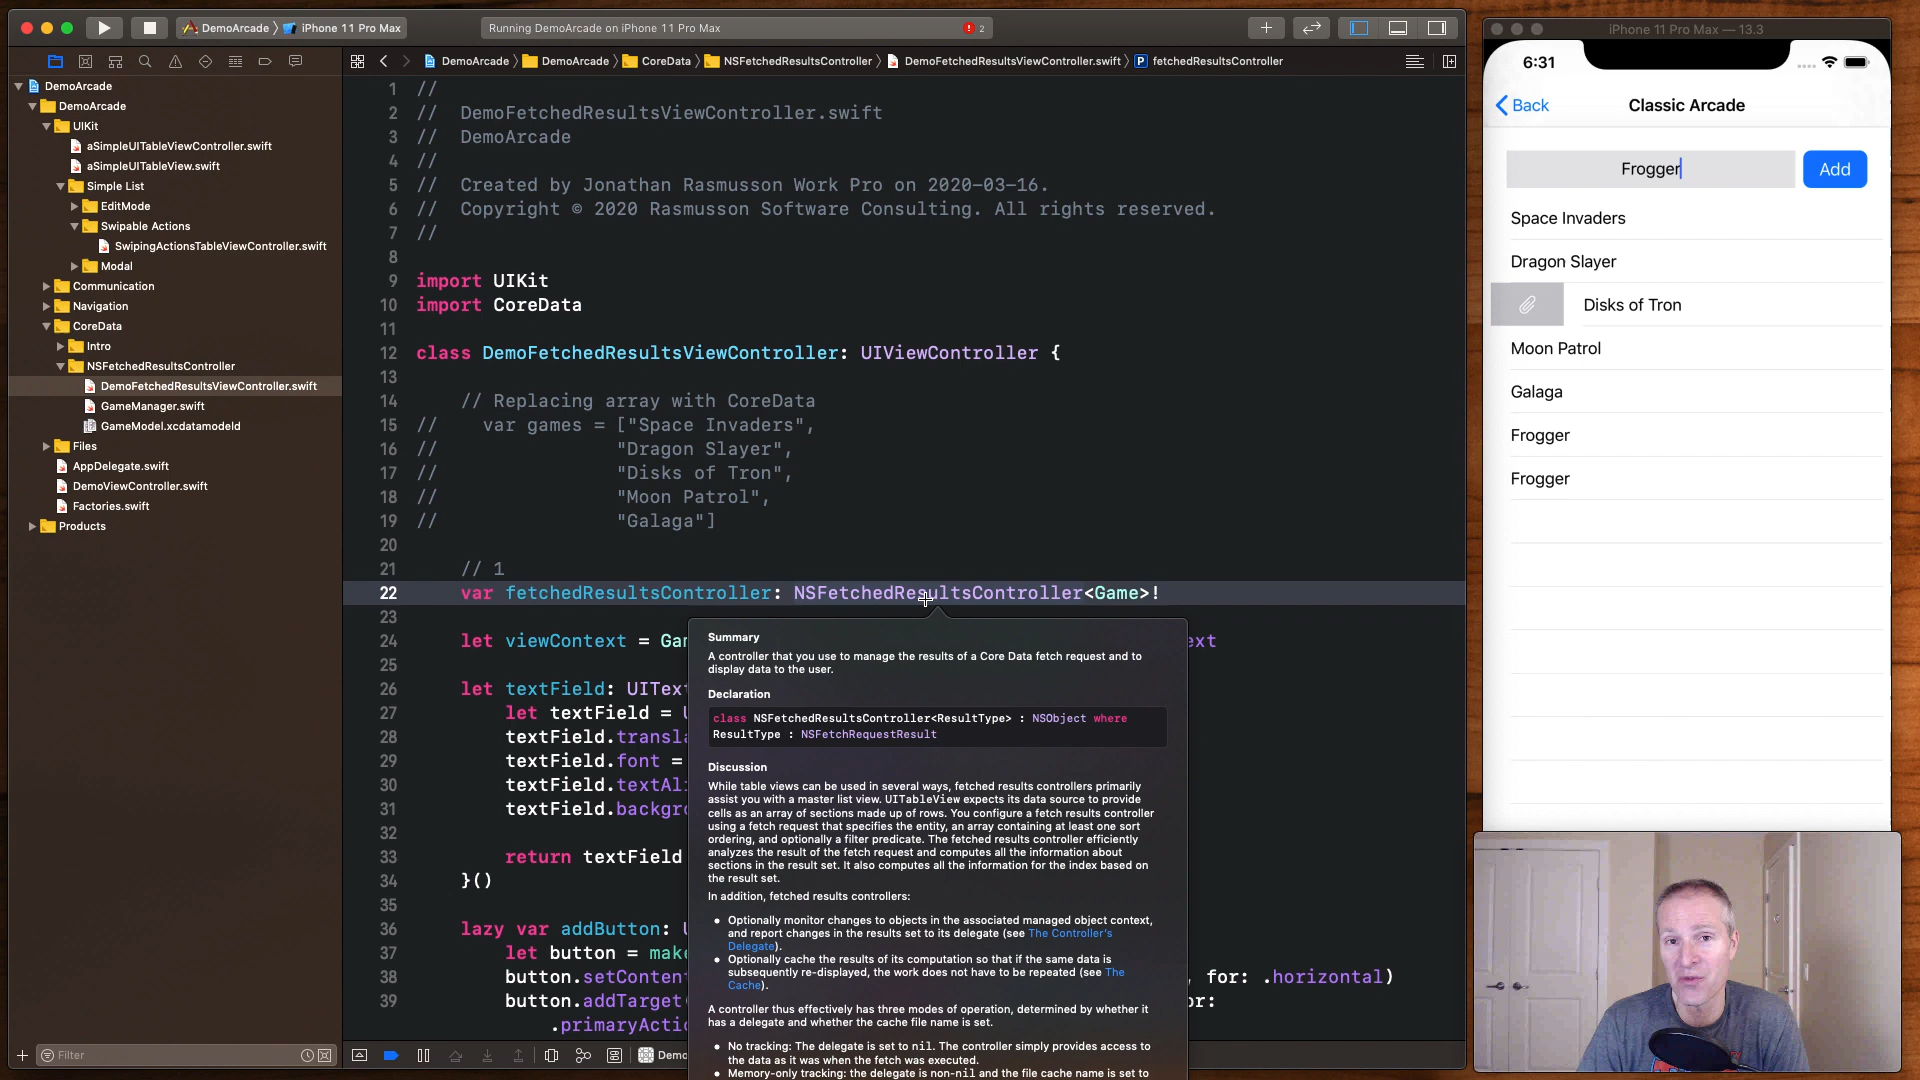 DemoArcade
iPhone 11 Pro Max
Running DemoArcade on iPhone 11 Pro Max
2
DemoArcade
DemoArcade
UIKit
aSimpleUITableViewController.swift
aSimpleUITableView.swift
Simple List
EditMode
Swipable Actions
SwipingActionsTableViewController.swift
Modal
Communication
Navigation
CoreData
Intro
NSFetchedResultsController
DemoFetchedResultsViewController.swift
GameManager.swift
GameModel.xcdatamodeld
Files
AppDelegate.swift
DemoViewController.swift
Factories.swift
Products
Filter
DemoArcade
DemoArcade
CoreData
NSFetchedResultsController
DemoFetchedResultsViewController.swift
P fetchedResultsController
1 //
2 // DemoFetchedResultsViewController.swift
3 // DemoArcade
4 //
5 // Created by Jonathan Rasmusson Work Pro on 2020-03-16.
6 // Copyright © 2020 Rasmusson Software Consulting. All rights reserved.
7 //
8
9 import UIKit
10 import CoreData
11
12 class DemoFetchedResultsViewController: UIViewController {
13
14 // Replacing array with CoreData
15 // var games = ["Space Invaders",
16 // "Dragon Slayer",
17 // "Disks of Tron",
18 // "Moon Patrol",
19 // "Galaga"]
20
21 // 1
22 var fetchedResultsController: NSFetchedResultsController<Game>!
23
24 let viewContext = Gam xt
25
26 let textField: UIText
27 let textField = U
28 textField.transla
29 textField.font =
30 textField.textAli
31 textField.backgro
32
33 return textField
34 }()
35
36 lazy var addButton: U
37 let button = make
38 button.setContent , for: .horizontal)
39 button.addTarget( or:
.primaryActio
Summary
A controller that you use to manage the results of a Core Data fetch request and to
display data to the user.
Declaration
class NSFetchedResultsController<ResultType> : NSObject where
ResultType : NSFetchRequestResult
Discussion
While table views can be used in several ways, fetched results controllers primarily
assist you with a master list view. UITableView expects its data source to provide
cells as an array of sections made up of rows. You configure a fetch results controller
using a fetch request that specifies the entity, an array containing at least one sort
ordering, and optionally a filter predicate. The fetched results controller efficiently
analyzes the result of the fetch request and computes all the information about
sections in the result set. It also computes all the information for the index based on
the result set.
In addition, fetched results controllers:
• Optionally monitor changes to objects in the associated managed object context,
and report changes in the results set to its delegate (see The Controller's
Delegate).
• Optionally cache the results of its computation so that if the same data is
subsequently re-displayed, the work does not have to be repeated (see The
Cache).
A controller thus effectively has three modes of operation, determined by whether it
has a delegate and whether the cache file name is set.
• No tracking: The delegate is set to nil. The controller simply provides access to
the data as it was when the fetch was executed.
• Memory-only tracking: the delegate is non-nil and the file cache name is set to
Demo
iPhone 11 Pro Max — 13.3
6:31
Back
Classic Arcade
Frogger
Add
Space Invaders
Dragon Slayer
Disks of Tron
Moon Patrol
Galaga
Frogger
Frogger